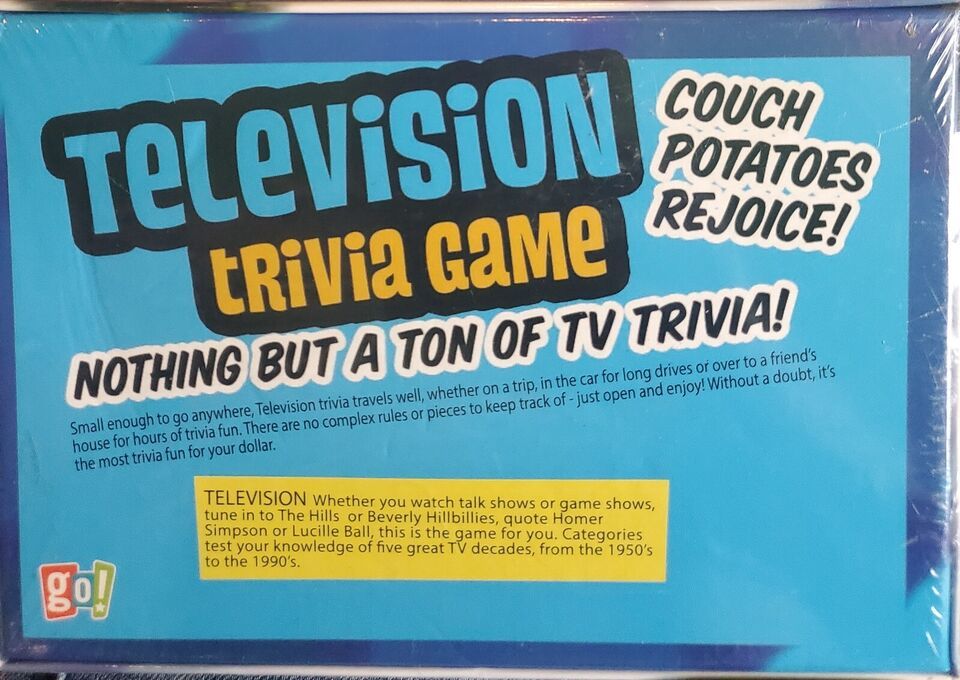 TELEVISION
TRIVIA GAME
COUCH
POTATOES
REJOICE!
NOTHING BUT A TON OF TV TRIVIA!
Small enough to go anywhere, Television trivia travels well, whether on a trip, in the car for long drives or over to a friend's
house for hours of trivia fun. There are no complex rules or pieces to keep track of - just open and enjoy! Without a doubt, it's
the most trivia fun for your dollar.
TELEVISION Whether you watch talk shows or game shows,
tune in to The Hills or Beverly Hillbillies, quote Homer
Simpson or Lucille Ball, this is the game for you. Categories
test your knowledge of five great TV decades, from the 1950's
to the 1990's.
go!